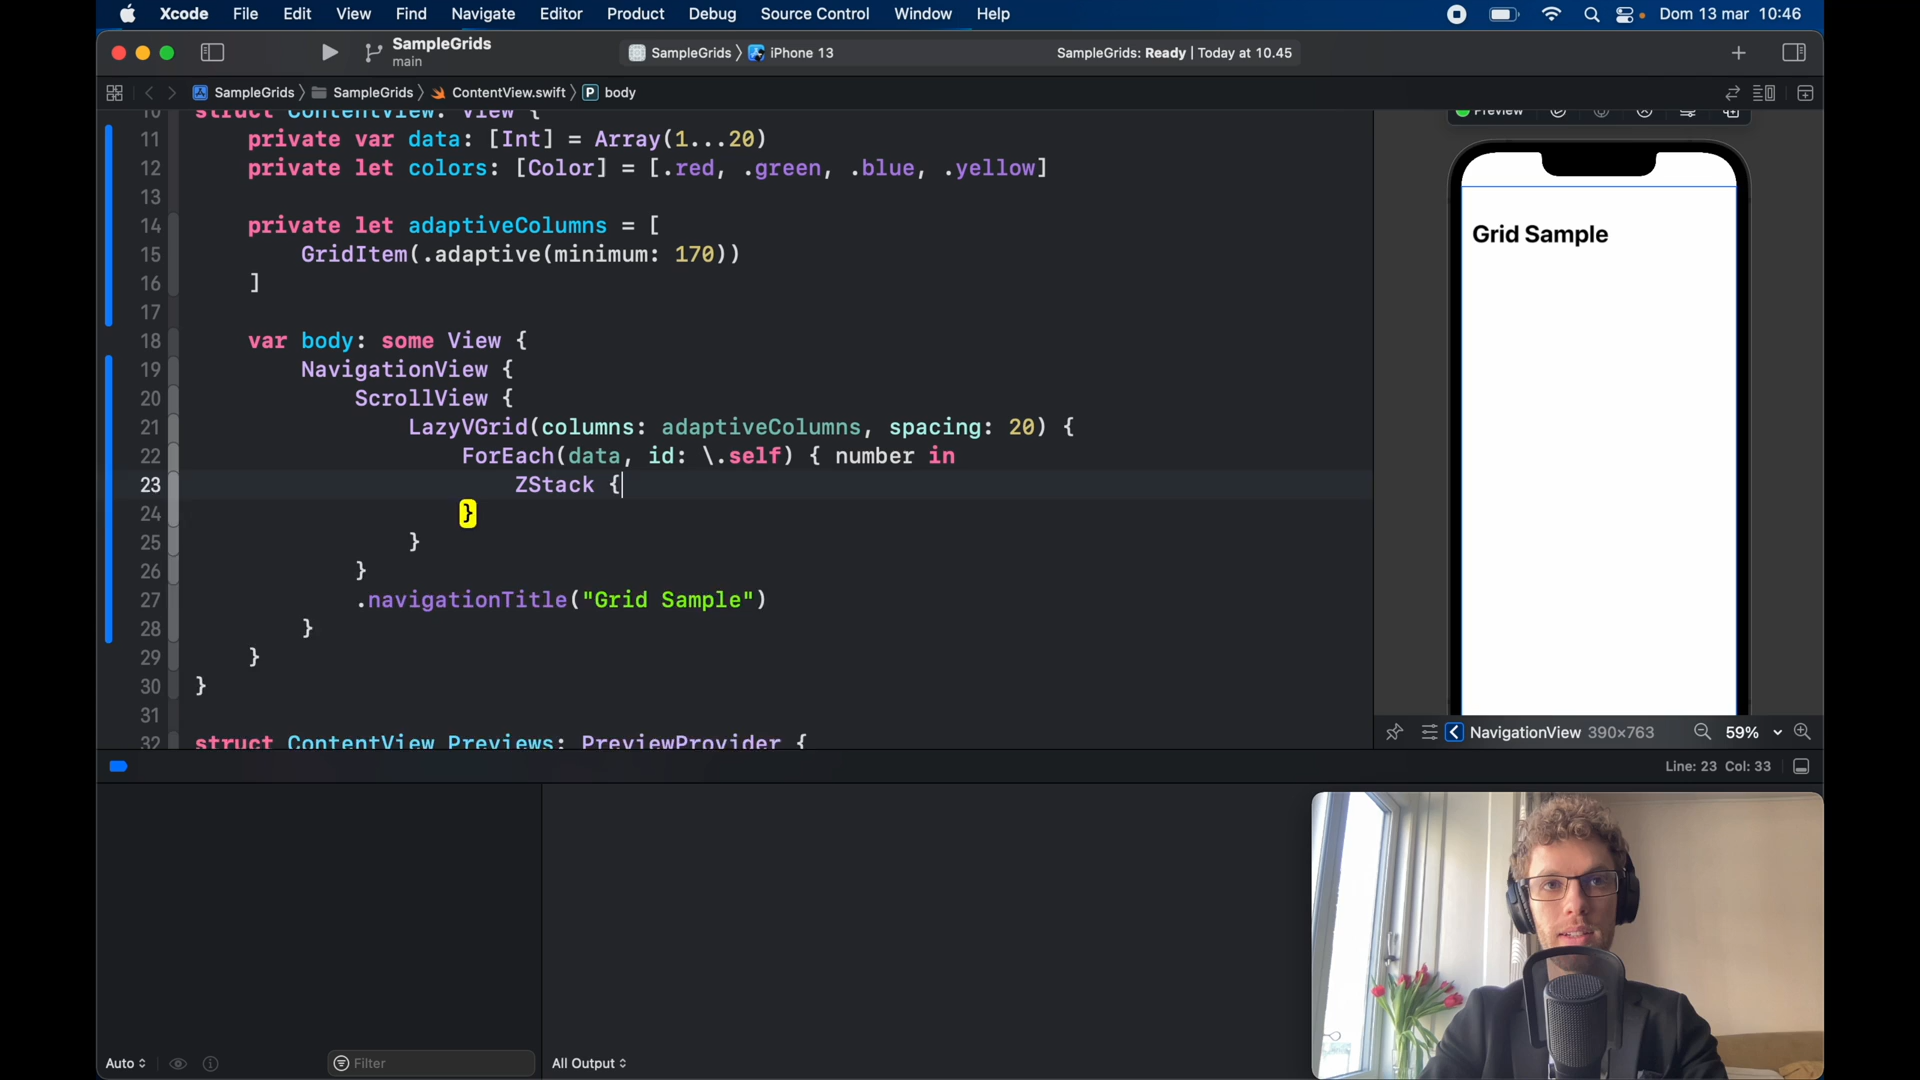 Xcode File Edit View Find Navigate Editor Product Debug Source Control Window Help Dom 13 mar 10:46
SampleGrids
main
SampleGrids iPhone 13
SampleGrids: Ready | Today at 10.45
SampleGrids SampleGrids ContentView.swift P body
10 struct ContentView: View {
11 private var data: [Int] = Array(1...20)
12 private let colors: [Color] = [.red, .green, .blue, .yellow]
13
14 private let adaptiveColumns = [
15 GridItem(.adaptive(minimum: 170))
16 ]
17
18 var body: some View {
19 NavigationView {
20 ScrollView {
21 LazyVGrid(columns: adaptiveColumns, spacing: 20) {
22 ForEach(data, id: \.self) { number in
23 ZStack {
24 }
25 }
26 }
27 .navigationTitle("Grid Sample")
28 }
29 }
30 }
31
32 struct ContentView_Previews: PreviewProvider {
Preview
Grid Sample
NavigationView 390×763 59%
Line: 23 Col: 33
Auto Filter All Output